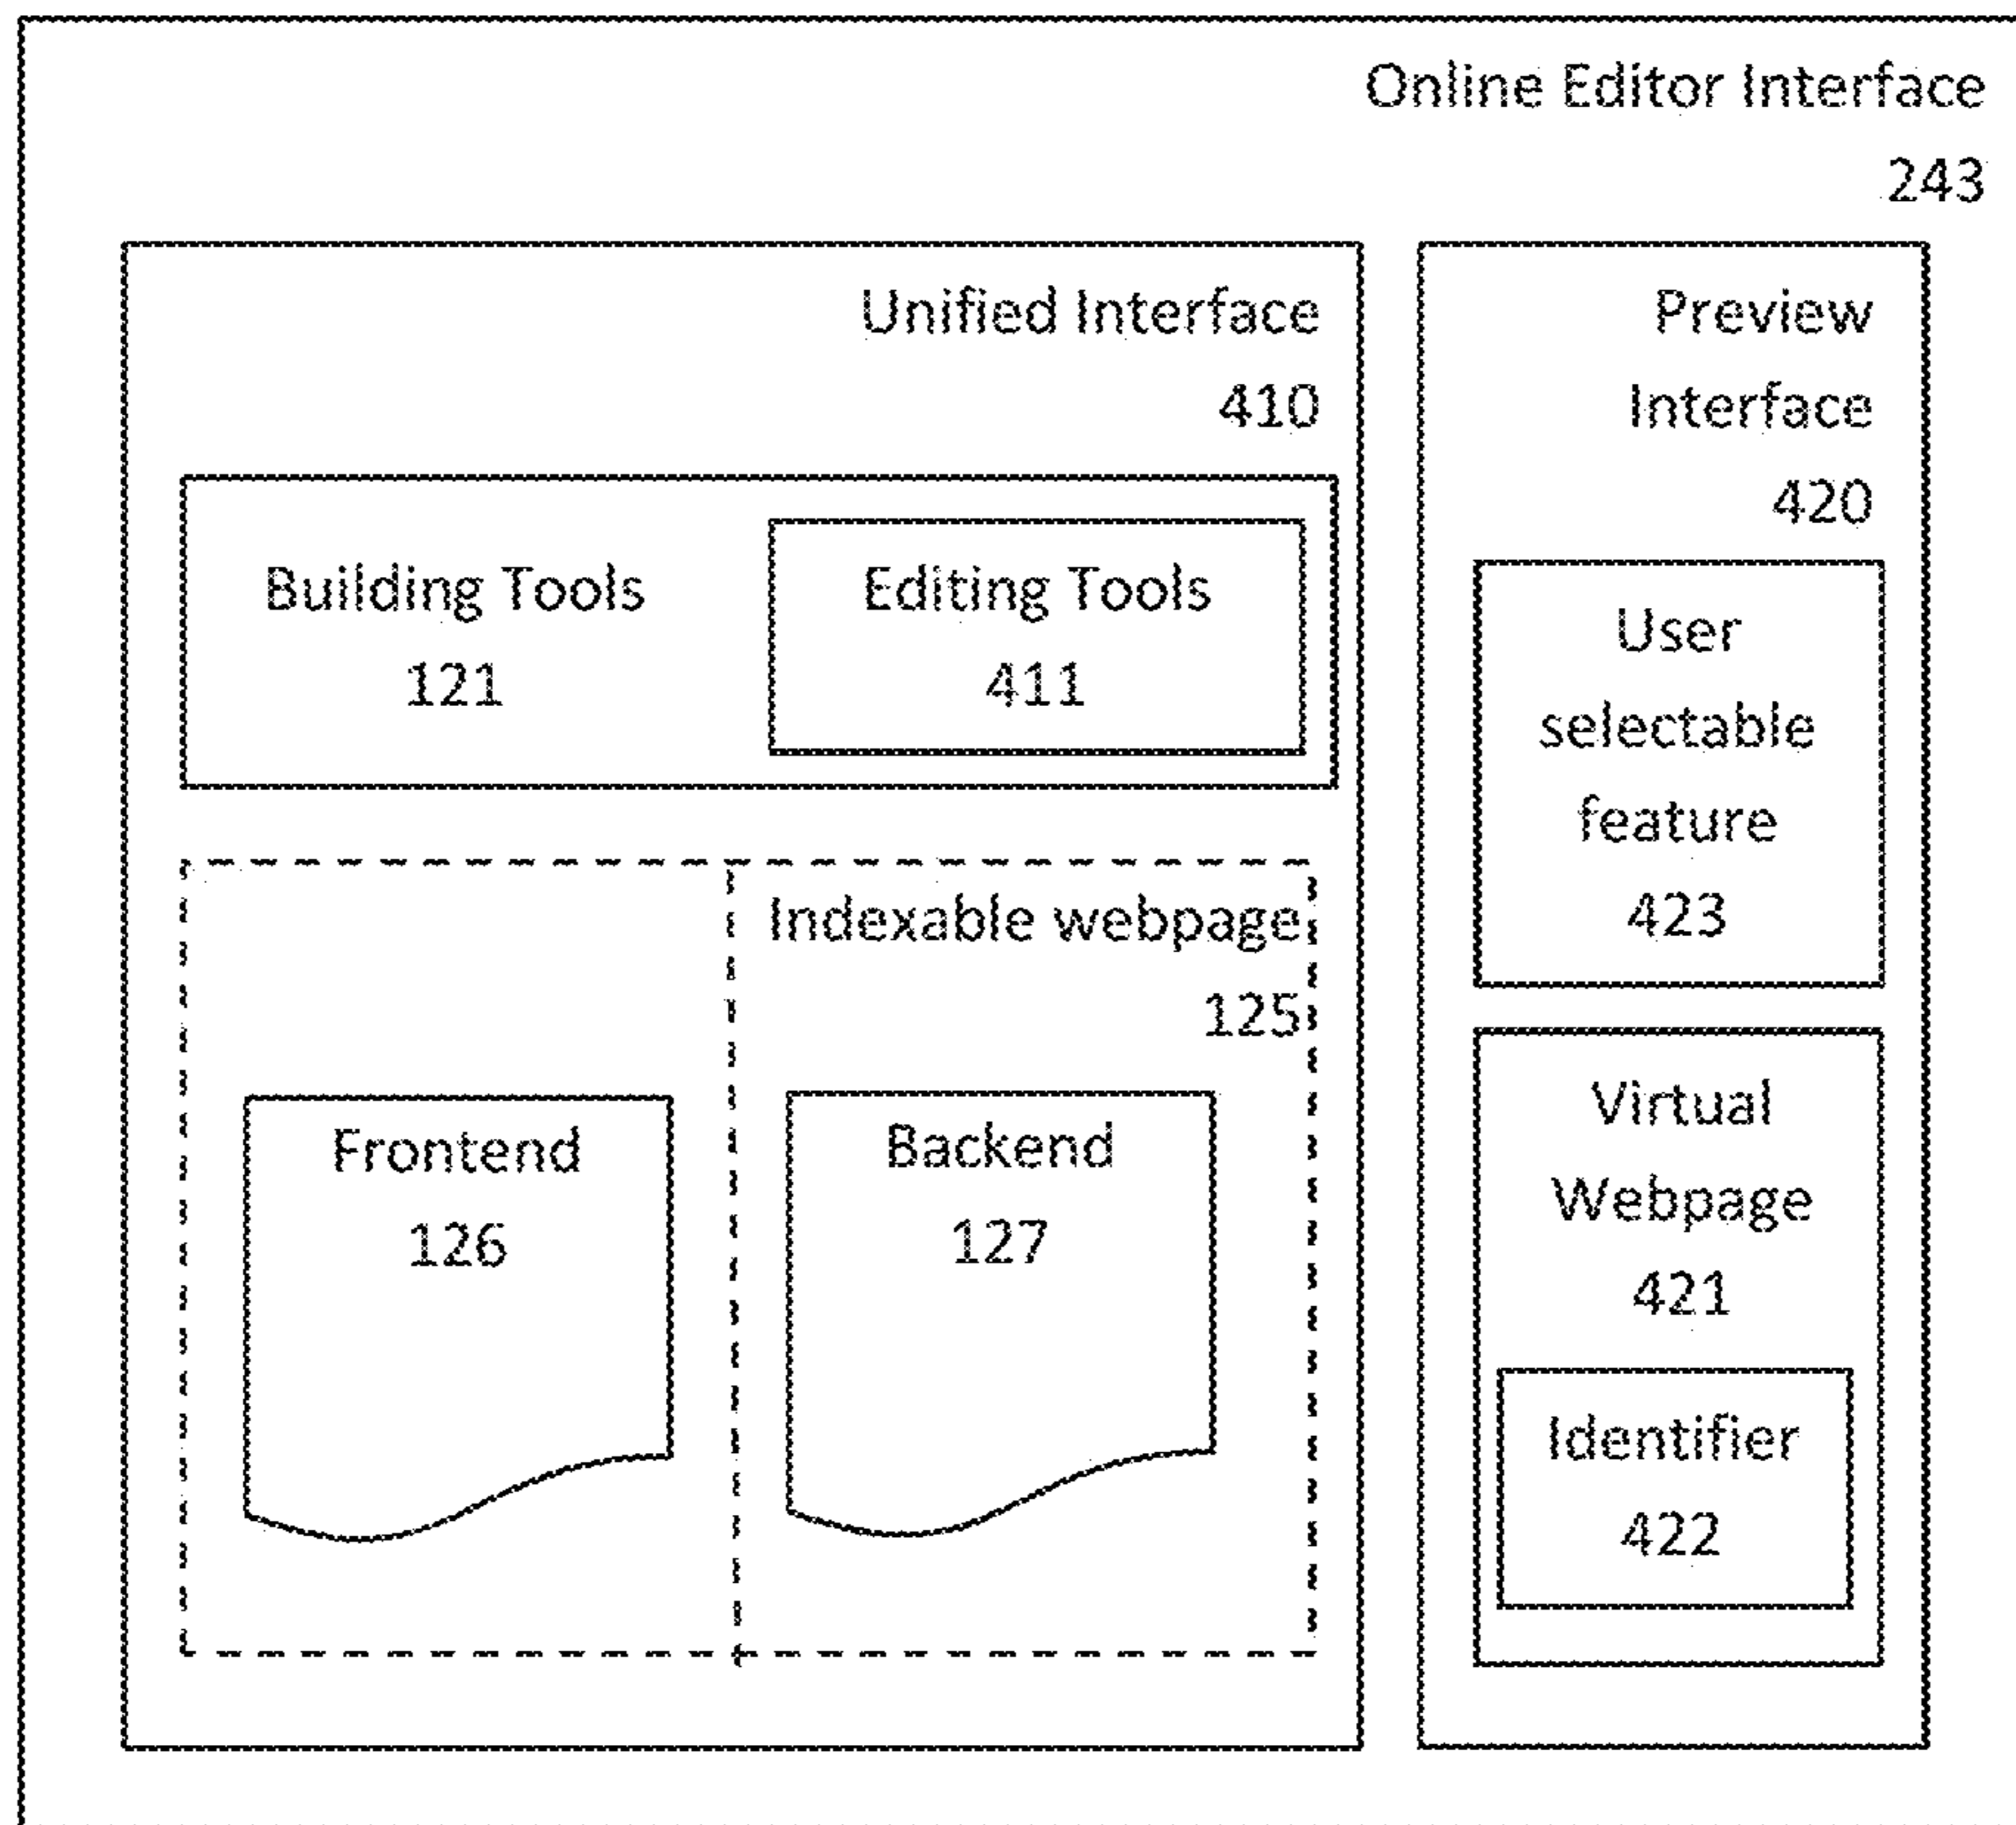 Online Editor Interface
243
Unified Interface
410
Building Tools
121
Editing Tools
411
Indexable webpage
125
Frontend
126
Backend
127
Preview
Interface
420
User
selectable
feature
423
Virtual
Webpage
421
Identifier
422